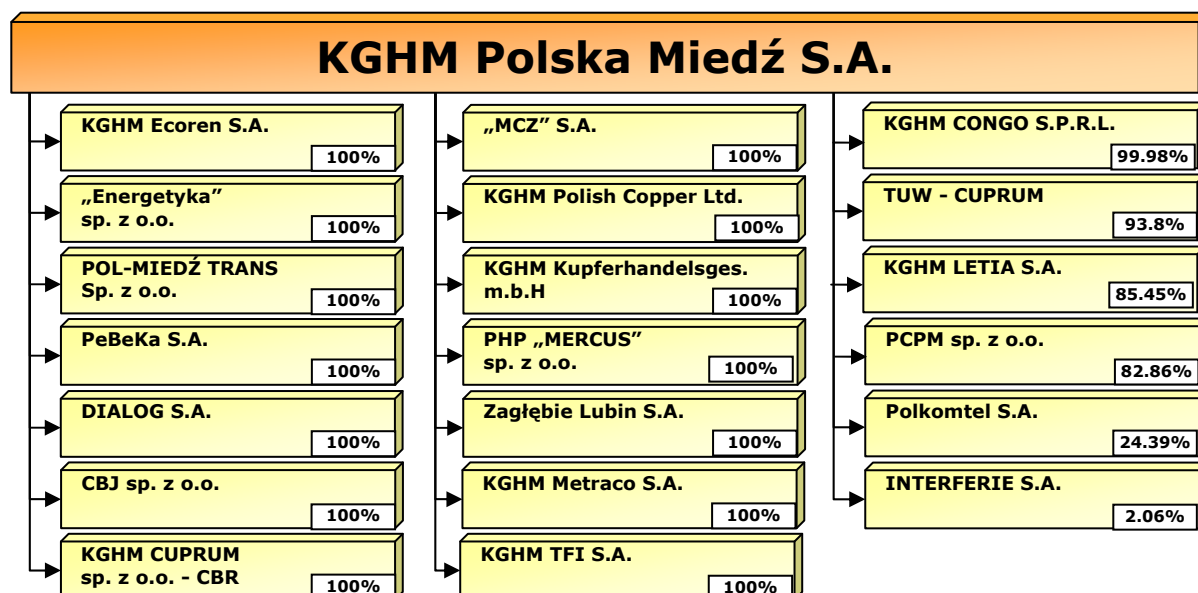 KGHM Polska Miedź S.A.
KGHM Ecoren S.A.
100%
„Energetyka”
sp. z o.o.
100%
POL-MIEDŹ TRANS
Sp. z o.o.
100%
PeBeKa S.A.
100%
DIALOG S.A.
100%
CBJ sp. z o.o.
100%
KGHM CUPRUM
sp. z o.o. - CBR
100%
„MCZ” S.A.
100%
KGHM Polish Copper Ltd.
100%
KGHM Kupferhandelsges.
m.b.H
100%
PHP „MERCUS”
sp. z o.o.
100%
Zagłębie Lubin S.A.
100%
KGHM Metraco S.A.
100%
KGHM TFI S.A.
100%
KGHM CONGO S.P.R.L.
99.98%
TUW - CUPRUM
93.8%
KGHM LETIA S.A.
85.45%
PCPM sp. z o.o.
82.86%
Polkomtel S.A.
24.39%
INTERFERIE S.A.
2.06%